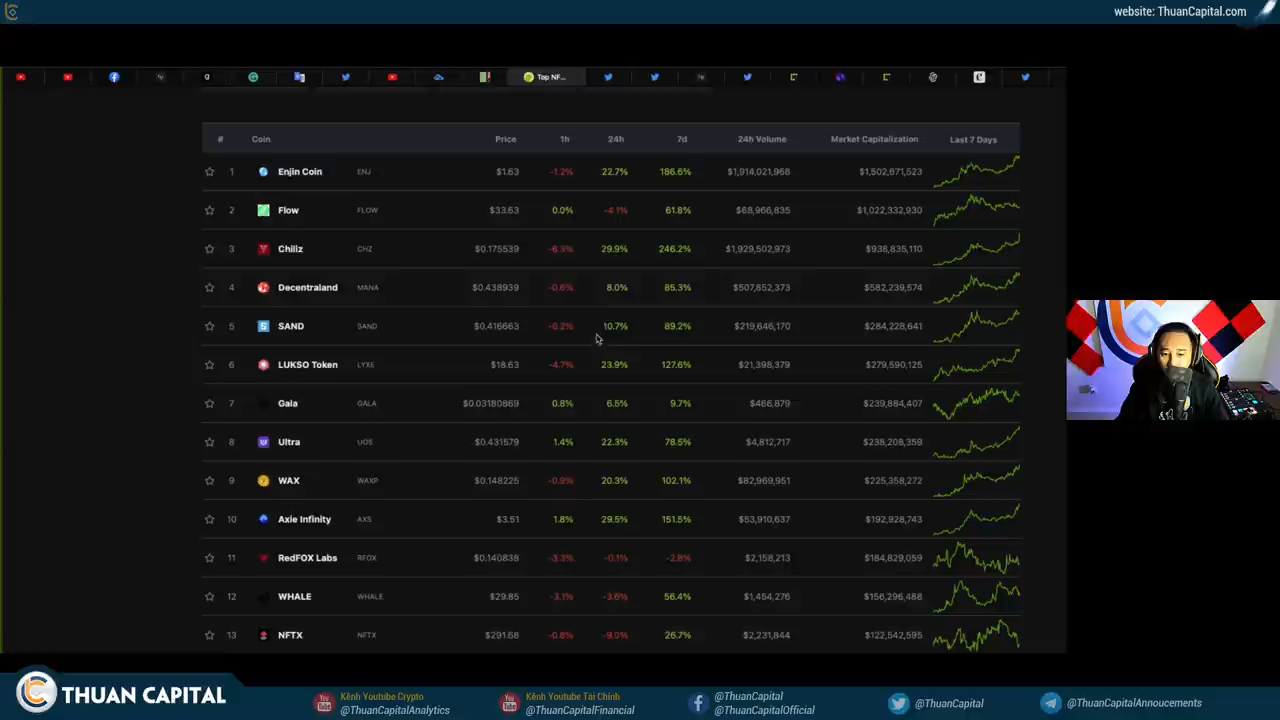 website: ThuanCapital.com
Top NF...
# Coin Price 1h 24h 7d 24h Volume Market Capitalization Last 7 Days
1 Enjin Coin ENJ $1.63 -1.2% 22.7% 186.6% $1,914,021,968 $1,502,671,523
2 Flow FLOW $33.63 0.0% -4.1% 61.8% $68,966,835 $1,022,332,930
3 Chiliz CHZ $0.175539 -6.3% 29.9% 246.2% $1,929,502,973 $938,835,110
4 Decentraland MANA $0.438939 -0.6% 8.0% 85.3% $507,852,373 $582,239,574
5 SAND SAND $0.416663 -0.2% 10.7% 89.2% $219,646,170 $284,228,641
6 LUKSO Token LYXE $18.63 -4.7% 23.9% 127.6% $21,398,379 $279,590,125
7 Gala GALA $0.03180869 0.8% 6.5% 9.7% $466,879 $239,884,407
8 Ultra UOS $0.431579 1.4% 22.3% 78.5% $4,812,717 $238,208,359
9 WAX WAXP $0.148225 -0.9% 20.3% 102.1% $82,969,951 $225,358,272
10 Axie Infinity AXS $3.51 1.8% 29.5% 151.5% $53,910,637 $192,928,743
11 RedFOX Labs RFOX $0.140838 -3.3% -0.1% -2.8% $2,158,213 $184,829,059
12 WHALE WHALE $29.85 -3.1% -3.6% 56.4% $1,454,276 $156,296,488
13 NFTX NFTX $291.68 -0.8% -9.0% 26.7% $2,231,844 $122,542,595
THUAN CAPITAL
Kênh Youtube Crypto
@ThuanCapitalAnalytics
Kênh Youtube Tài Chính
@ThuanCapitalFinancial
@ThuanCapital
@ThuanCapitalOfficial
@ThuanCapital
@ThuanCapitalAnnoucements